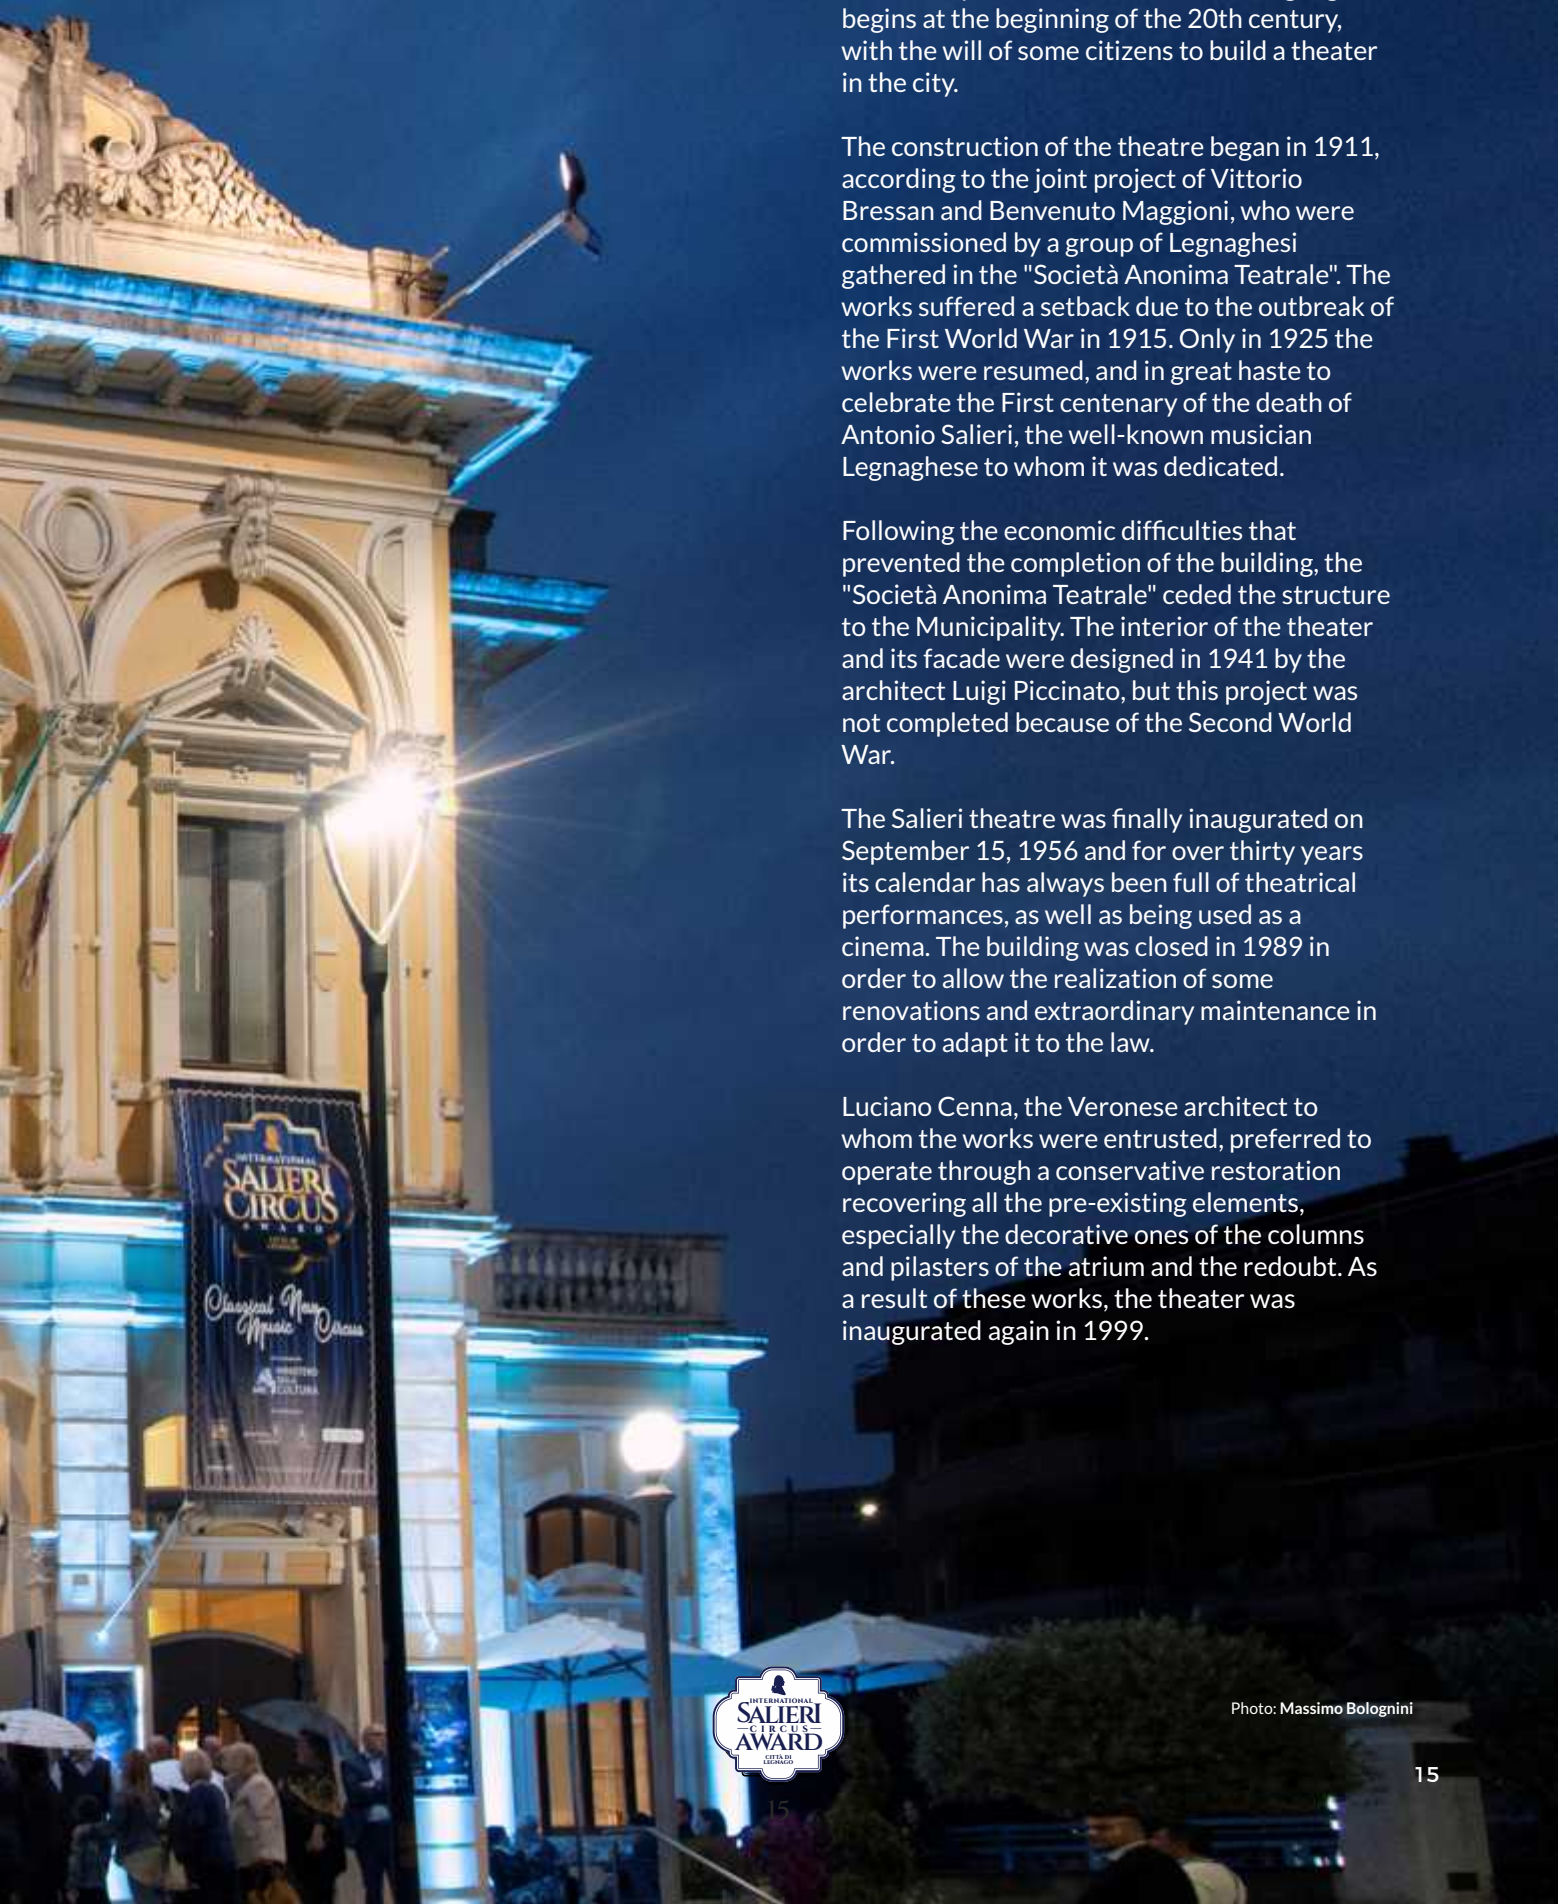 begins at the beginning of the 20th century,
with the will of some citizens to build a theater
in the city.
The construction of the theatre began in 1911,
according to the joint project of Vittorio
Bressan and Benvenuto Maggioni, who were
commissioned by a group of Legnaghesi
gathered in the "Società Anonima Teatrale". The
works suffered a setback due to the outbreak of
the First World War in 1915. Only in 1925 the
works were resumed, and in great haste to
celebrate the First centenary of the death of
Antonio Salieri, the well-known musician
Legnaghese to whom it was dedicated.
Following the economic difficulties that
prevented the completion of the building, the
"Società Anonima Teatrale" ceded the structure
to the Municipality. The interior of the theater
and its facade were designed in 1941 by the
architect Luigi Piccinato, but this project was
not completed because of the Second World
War.
The Salieri theatre was finally inaugurated on
September 15, 1956 and for over thirty years
its calendar has always been full of theatrical
performances, as well as being used as a
cinema. The building was closed in 1989 in
order to allow the realization of some
renovations and extraordinary maintenance in
order to adapt it to the law.
Luciano Cenna, the Veronese architect to
whom the works were entrusted, preferred to
operate through a conservative restoration
recovering all the pre-existing elements,
especially the decorative ones of the columns
and pilasters of the atrium and the redoubt. As
a result of these works, the theater was
inaugurated again in 1999.
INTERNATIONAL
SALIERI
CIRCUS
AWARD
Classical New
Music Circus
MINISTERO
DELLA
CULTURA
INTERNATIONAL
SALIERI
CIRCUS
AWARD
CITTÀ DI
LEGNAGO
Photo: Massimo Bolognini
15
15